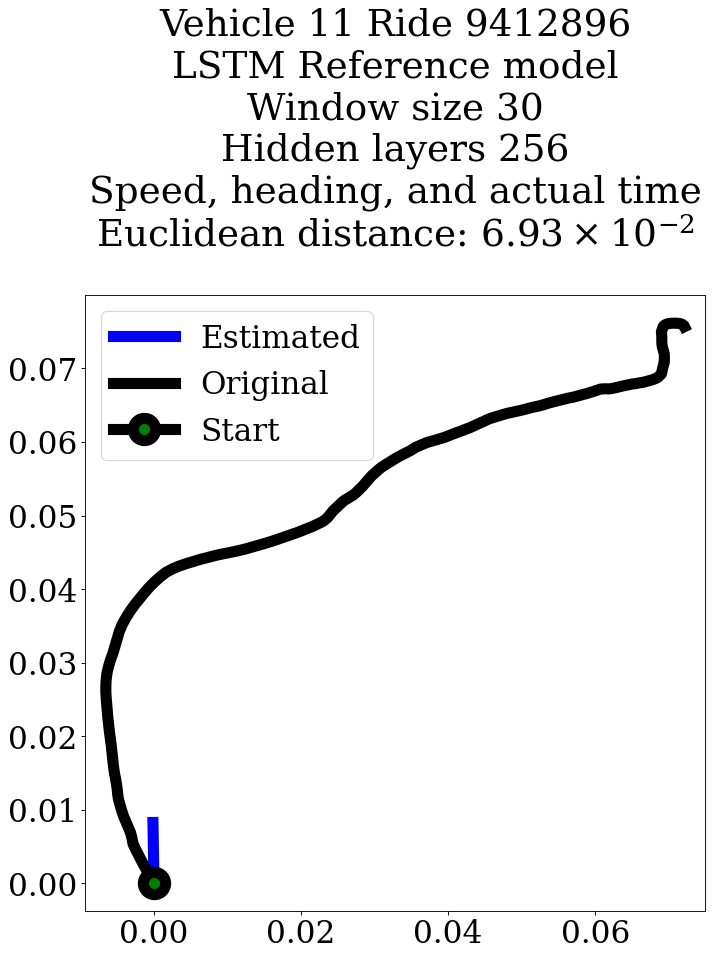 Vehicle 11 Ride 9412896
LSTM Reference model
Window size 30
Hidden layers 256
Speed, heading, and actual time
Euclidean distance: 6.93 × 10⁻²
Estimated
Original
Start
0.07
0.06
0.05
0.04
0.03
0.02
0.01
0.00
0.00 0.02 0.04 0.06